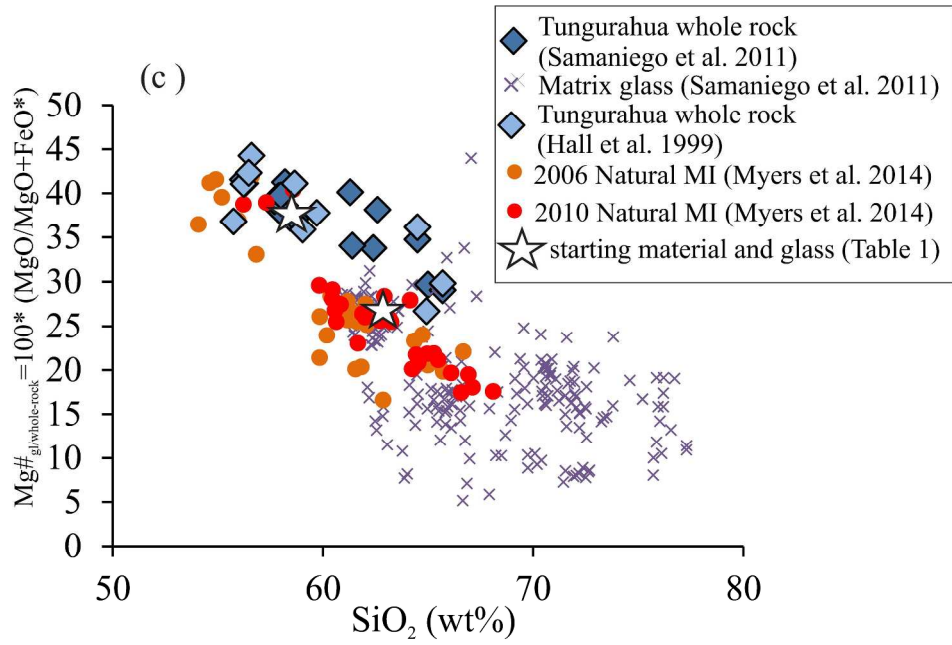 Tungurahua whole rock
(Samaniego et al. 2011)
Matrix glass (Samaniego et al. 2011)
Tungurahua whole rock
(Hall et al. 1999)
2006 Natural MI (Myers et al. 2014)
2010 Natural MI (Myers et al. 2014)
starting material and glass (Table 1)
(c )
Mg#gl/whole-rock=100* (MgO/MgO+FeO*)
50
45
40
35
30
25
20
15
10
5
0
50
60
70
80
SiO2 (wt%)